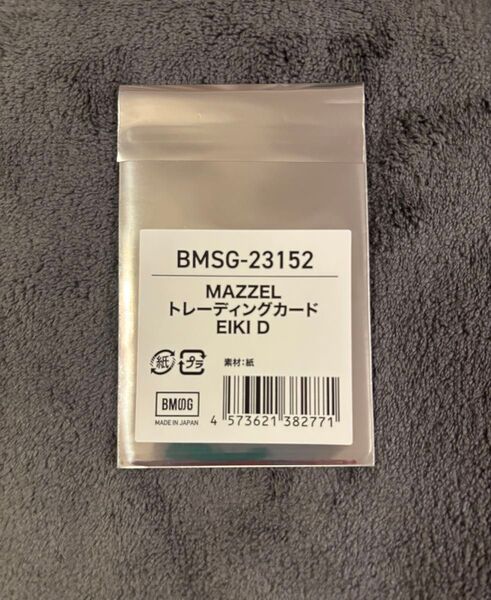 BMSG-23152
MAZZEL
トレーディングカード
EIKI D
紙 プラ 素材:紙
BMSG
MADE IN JAPAN
4 573621 382771